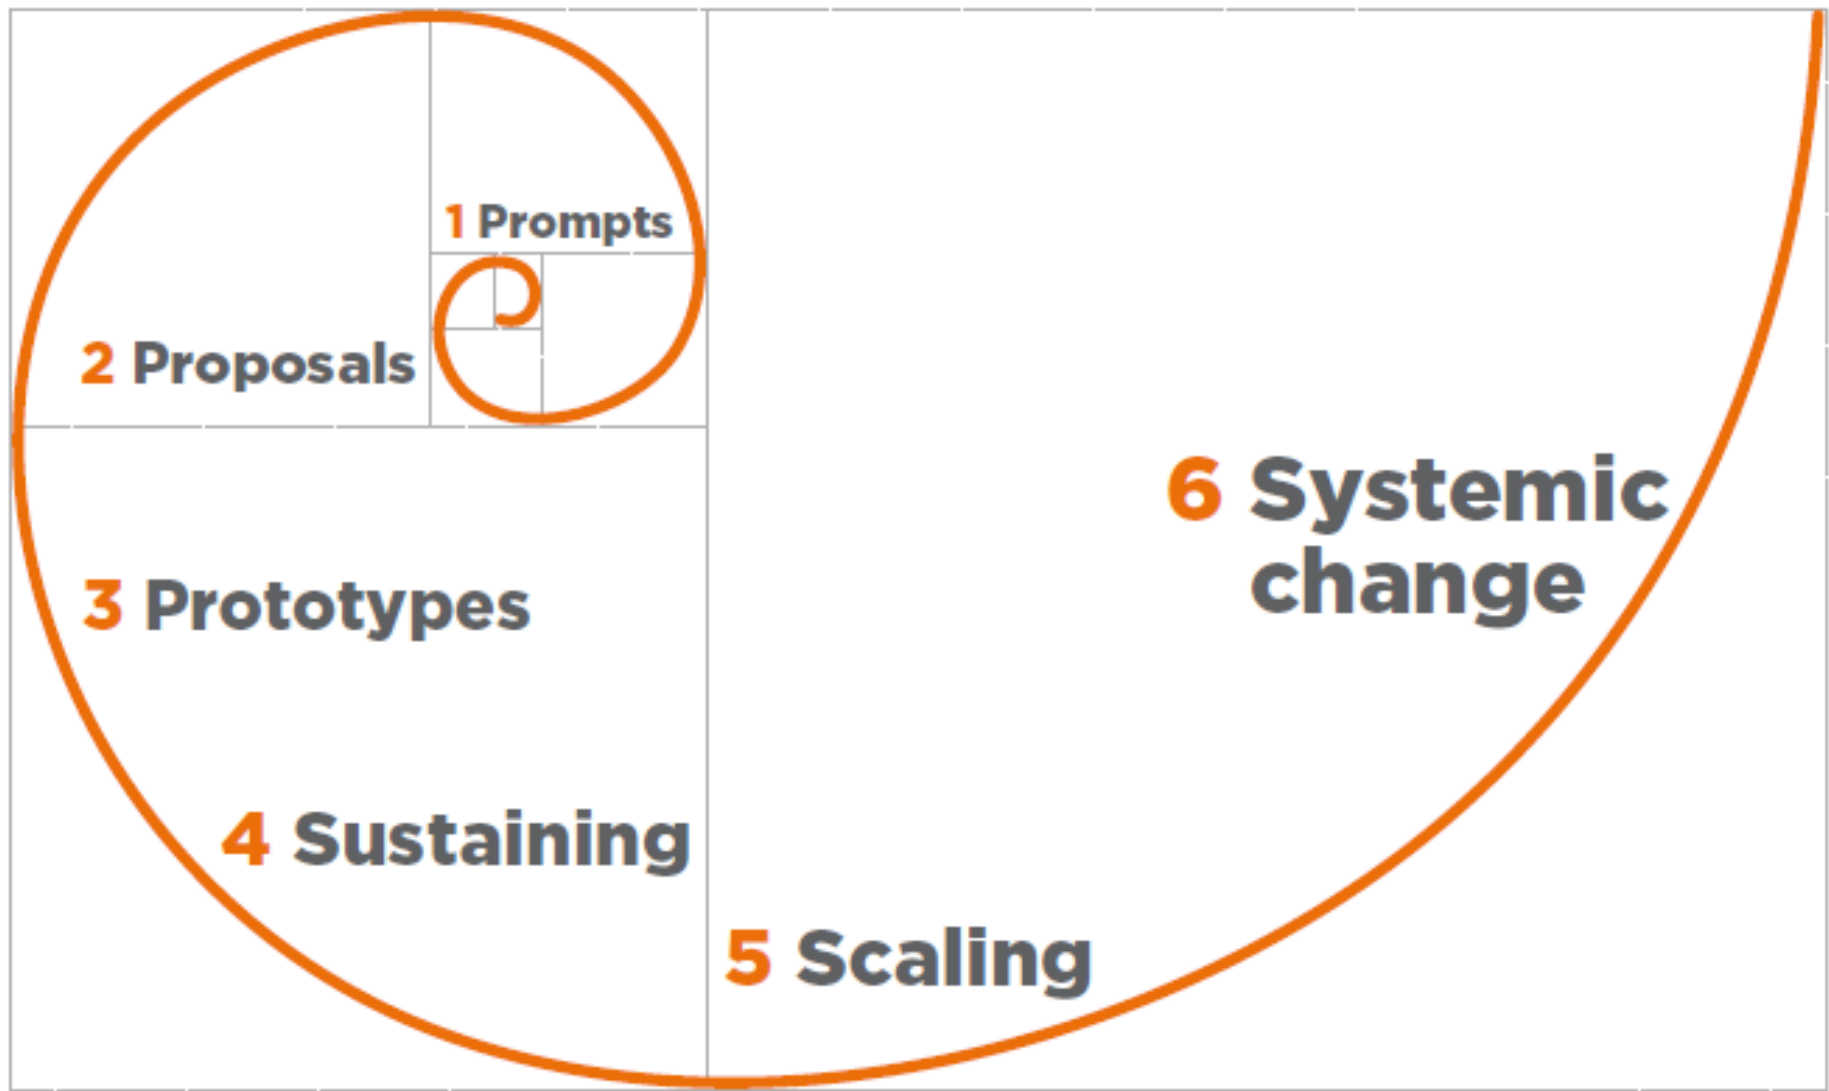 1 Prompts
2 Proposals
3 Prototypes
4 Sustaining
5 Scaling
6 Systemic
change